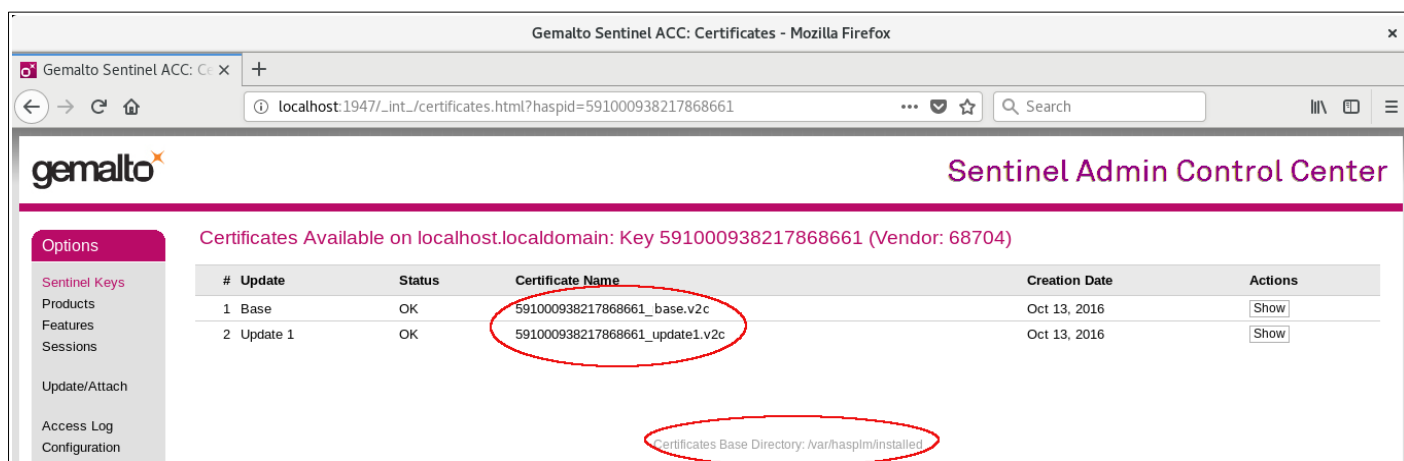 Gemalto Sentinel ACC: Certificates - Mozilla Firefox
Gemalto Sentinel ACC: Ce
localhost:1947/_int_/certificates.html?haspid=591000938217868661
Search
gemalto
Sentinel Admin Control Center
Options
Sentinel Keys
Products
Features
Sessions
Update/Attach
Access Log
Configuration
Certificates Available on localhost.localdomain: Key 591000938217868661 (Vendor: 68704)
# Update Status Certificate Name Creation Date Actions
1 Base OK 591000938217868661_base.v2c Oct 13, 2016 Show
2 Update 1 OK 591000938217868661_update1.v2c Oct 13, 2016 Show
Certificates Base Directory: /var/hasplm/installed